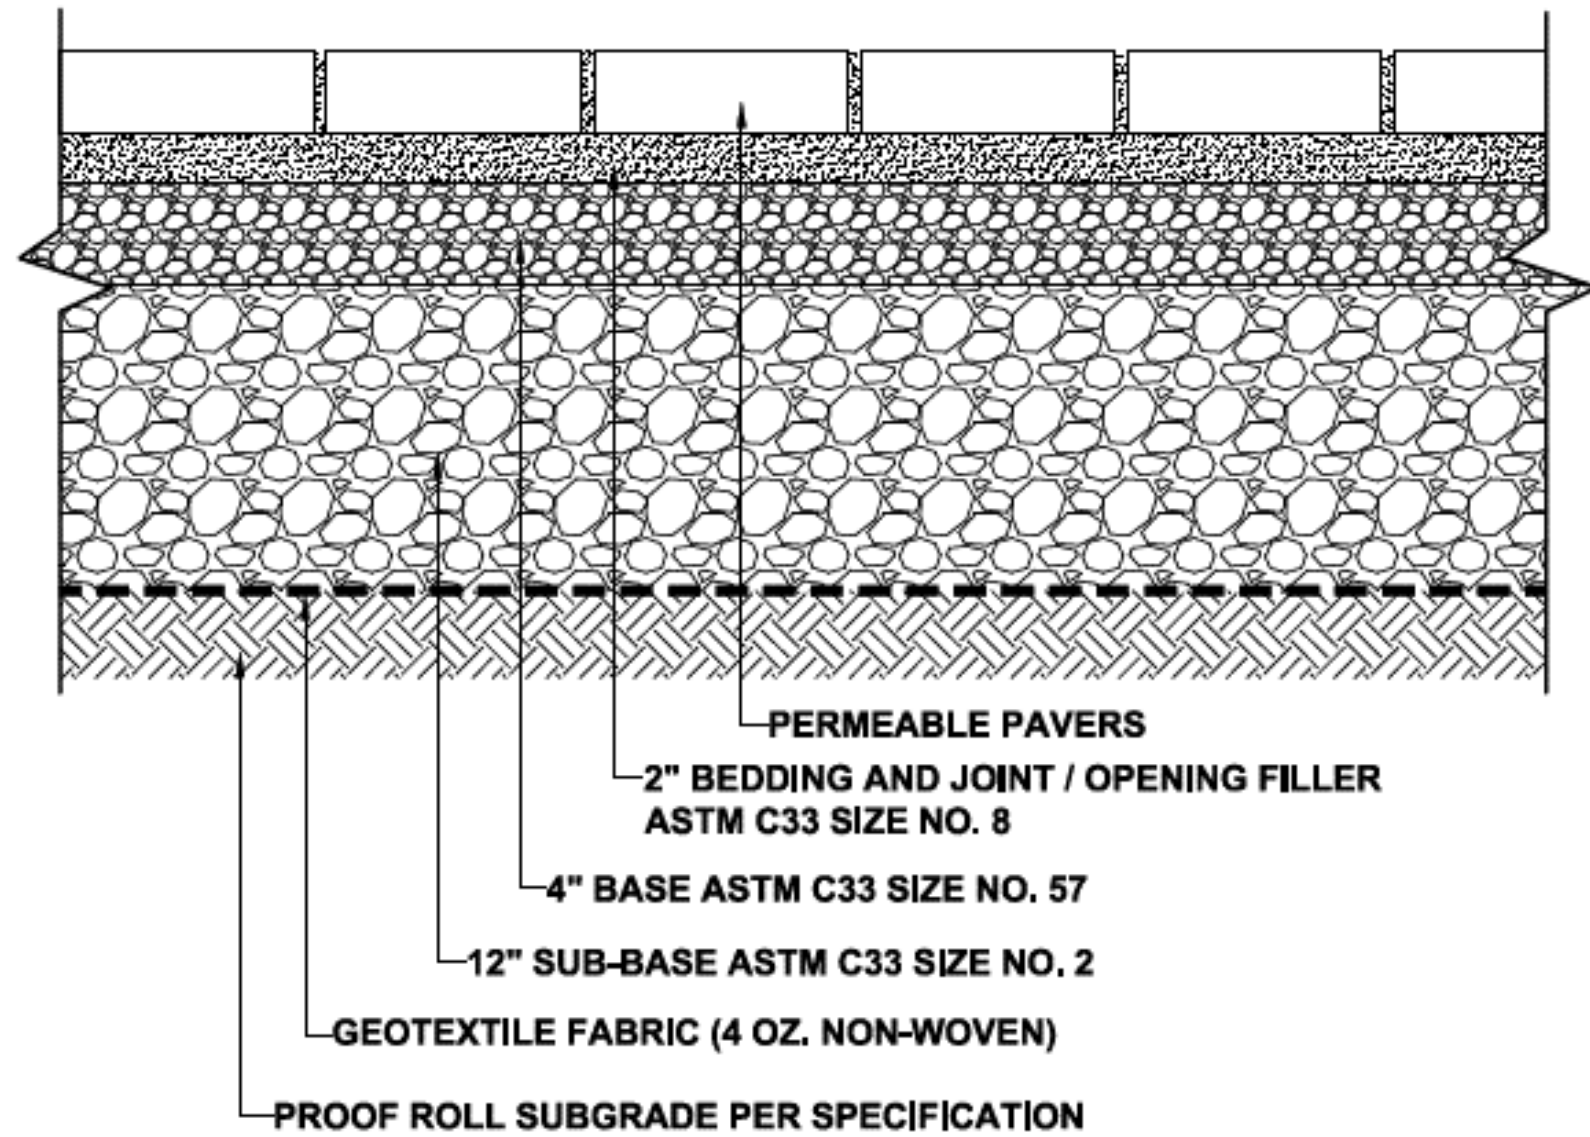 PERMEABLE PAVERS
2" BEDDING AND JOINT / OPENING FILLER
ASTM C33 SIZE NO. 8
4" BASE ASTM C33 SIZE NO. 57
12" SUB-BASE ASTM C33 SIZE NO. 2
GEOTEXTILE FABRIC (4 OZ. NON-WOVEN)
PROOF ROLL SUBGRADE PER SPECIFICATION